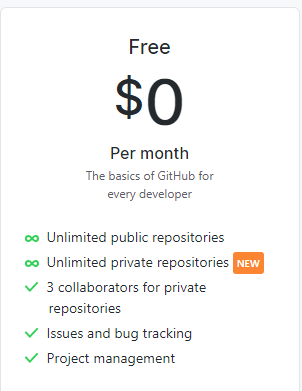 Free
$0
Per month
The basics of GitHub for
every developer
Unlimited public repositories
Unlimited private repositories NEW
3 collaborators for private
repositories
Issues and bug tracking
Project management